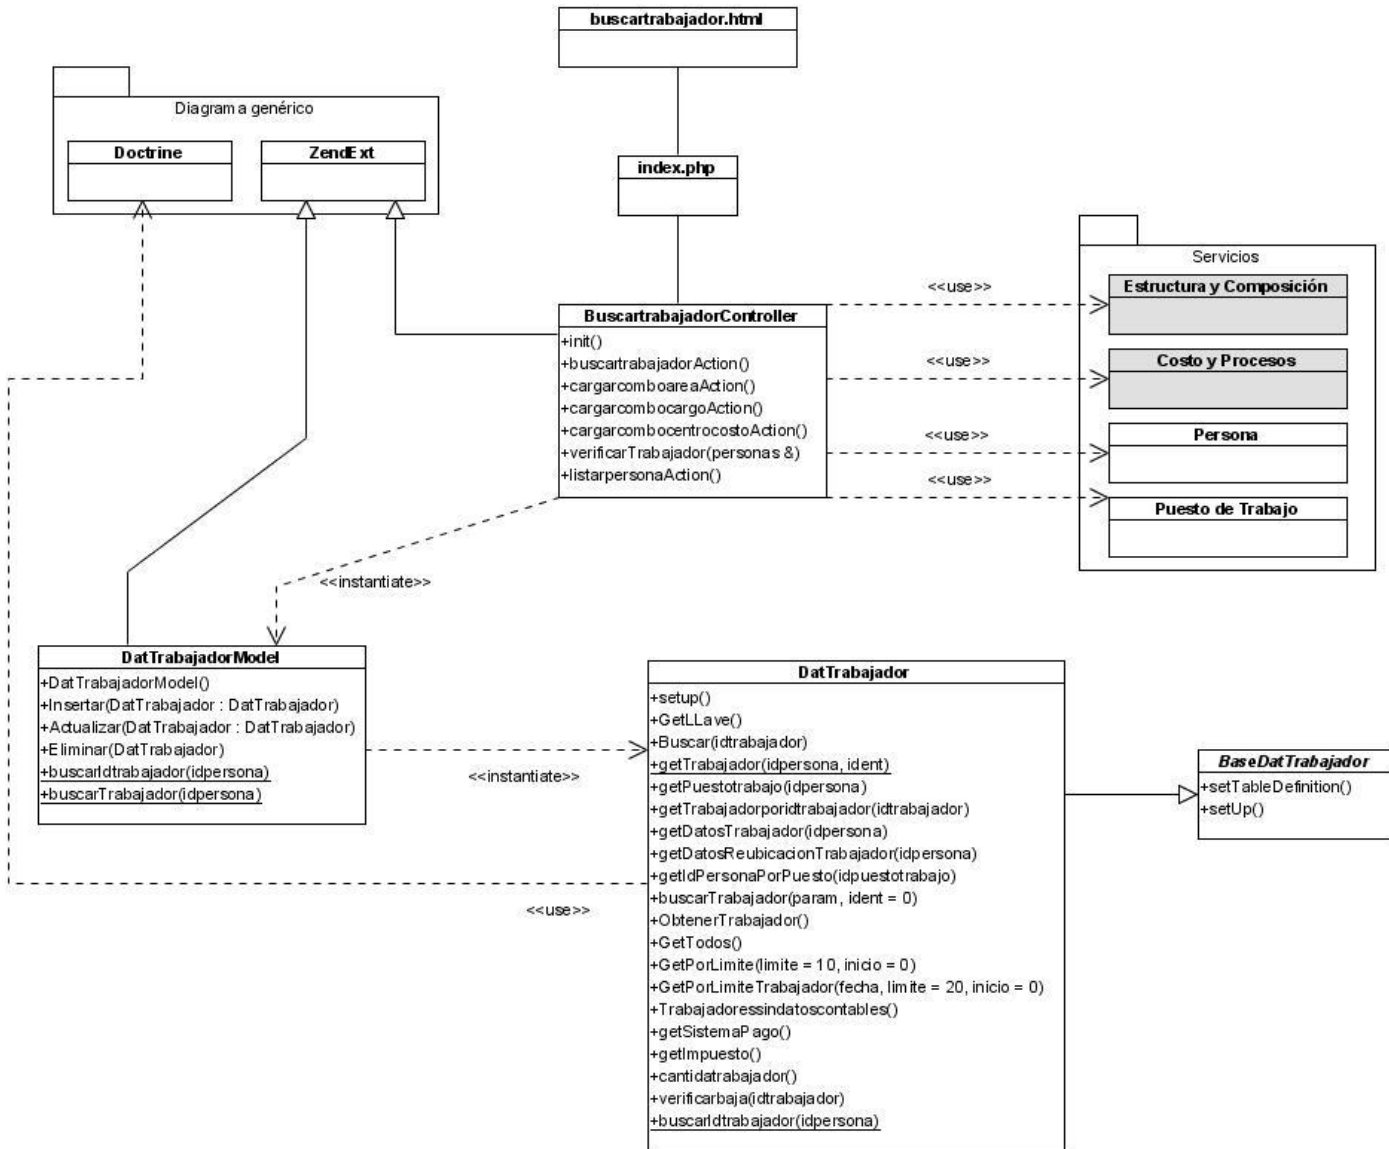 buscartrabajador.html
Diagrama genérico
Doctrine
ZendExt
index.php
Servicios
Estructura y Composición
Costo y Procesos
Persona
Puesto de Trabajo
<<use>>
<<use>>
<<use>>
<<use>>
BuscartrabajadorController
+init()
+buscartrabajadorAction()
+cargarcomboareaAction()
+cargarcombocargoAction()
+cargarcombocentrocostoAction()
+verificarTrabajador(personas &)
+listarpersonaAction()
<<instantiate>>
DatTrabajadorModel
+DatTrabajadorModel()
+Insertar(DatTrabajador : DatTrabajador)
+Actualizar(DatTrabajador : DatTrabajador)
+Eliminar(DatTrabajador)
+buscarIdtrabajador(idpersona)
+buscarTrabajador(idpersona)
<<instantiate>>
<<use>>
DatTrabajador
+setup()
+GetLLave()
+Buscar(idtrabajador)
+getTrabajador(idpersona, ident)
+getPuestotrabajo(idpersona)
+getTrabajadorporidtrabajador(idtrabajador)
+getDatosTrabajador(idpersona)
+getDatosReubicacionTrabajador(idpersona)
+getIdPersonaPorPuesto(idpuestotrabajo)
+buscarTrabajador(param, ident = 0)
+ObtenerTrabajador()
+GetTodos()
+GetPorLimite(limite = 10, inicio = 0)
+GetPorLimiteTrabajador(fecha, limite = 20, inicio = 0)
+Trabajadoressindatoscontables()
+getSistemaPago()
+getImpuesto()
+cantidatrabajador()
+verificarbaja(idtrabajador)
+buscarIdtrabajador(idpersona)
BaseDatTrabajador
+setTableDefinition()
+setUp()